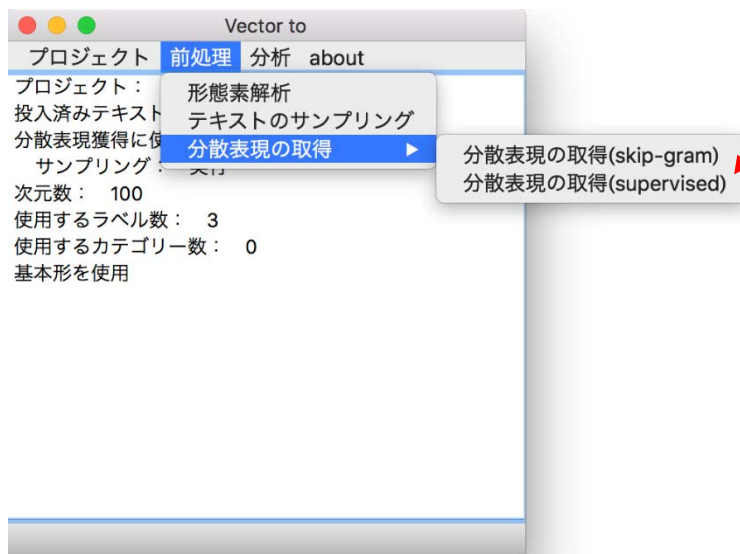 Vector to
プロジェクト 前処理 分析 about
プロジェクト：
投入済みテキスト
分散表現獲得に使
サンプリング：
次元数： 100
使用するラベル数： 3
使用するカテゴリー数： 0
基本形を使用
形態素解析
テキストのサンプリング
分散表現の取得
分散表現の取得(skip-gram)
分散表現の取得(supervised)